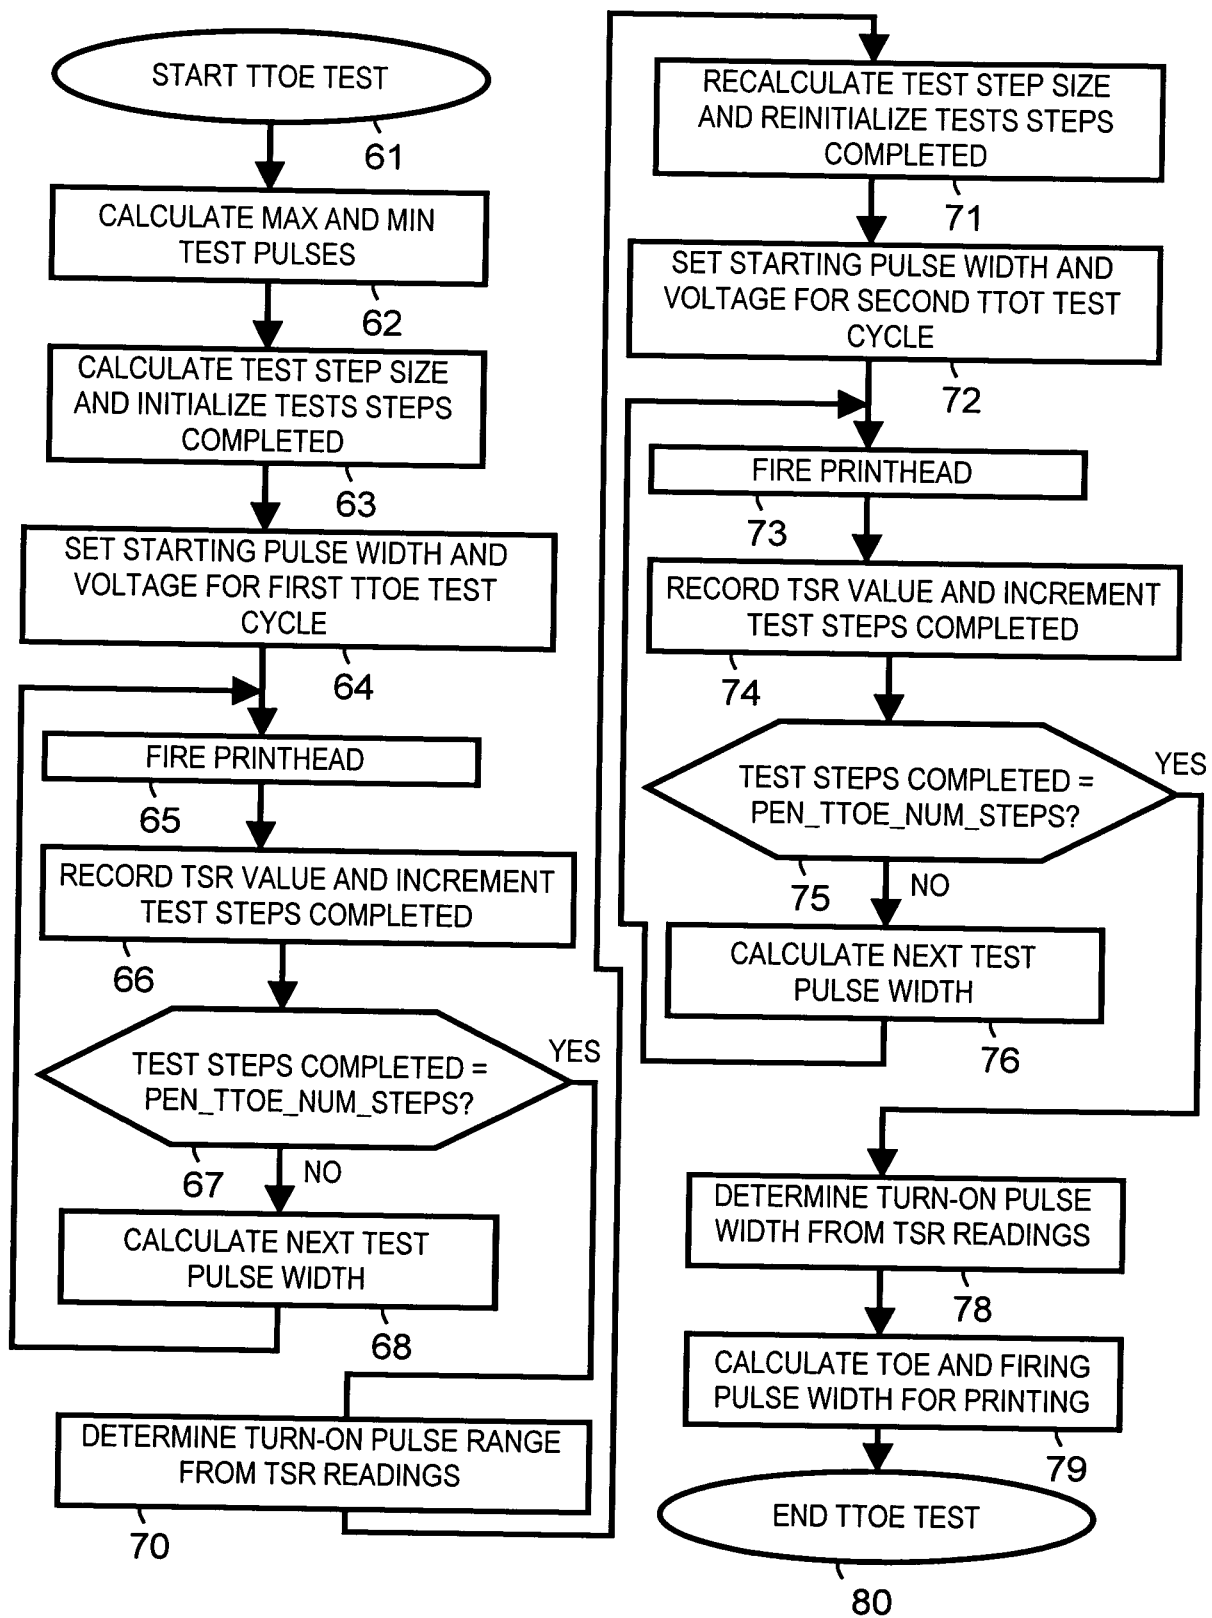 START TTOE TEST
61
CALCULATE MAX AND MIN
TEST PULSES
62
CALCULATE TEST STEP SIZE
AND INITIALIZE TESTS STEPS
COMPLETED
63
SET STARTING PULSE WIDTH AND
VOLTAGE FOR FIRST TTOE TEST
CYCLE
64
FIRE PRINTHEAD
65
RECORD TSR VALUE AND INCREMENT
TEST STEPS COMPLETED
66
TEST STEPS COMPLETED =
PEN_TTOE_NUM_STEPS?
YES
67
NO
CALCULATE NEXT TEST
PULSE WIDTH
68
DETERMINE TURN-ON PULSE RANGE
FROM TSR READINGS
70
RECALCULATE TEST STEP SIZE
AND REINITIALIZE TESTS STEPS
COMPLETED
71
SET STARTING PULSE WIDTH AND
VOLTAGE FOR SECOND TTOT TEST
CYCLE
72
FIRE PRINTHEAD
73
RECORD TSR VALUE AND INCREMENT
TEST STEPS COMPLETED
74
TEST STEPS COMPLETED =
PEN_TTOE_NUM_STEPS?
YES
75
NO
CALCULATE NEXT TEST
PULSE WIDTH
76
DETERMINE TURN-ON PULSE
WIDTH FROM TSR READINGS
78
CALCULATE TOE AND FIRING
PULSE WIDTH FOR PRINTING
79
END TTOE TEST
80